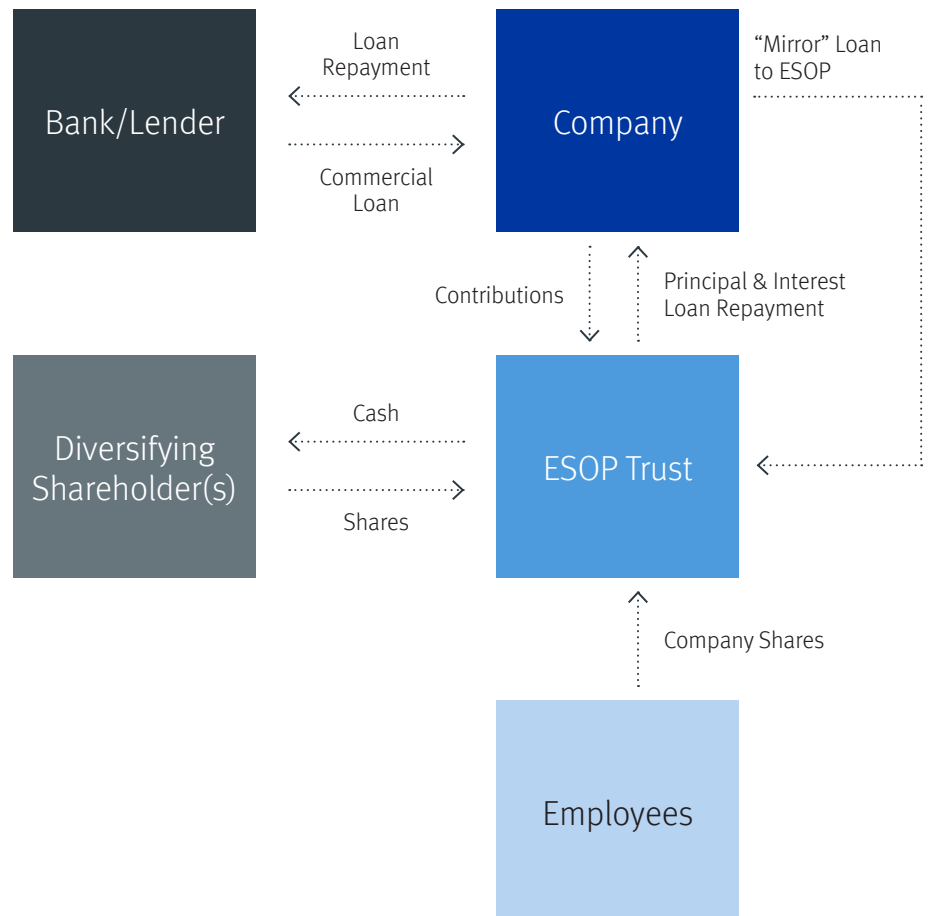 Bank/Lender
Loan
Repayment
Commercial
Loan
Company
“Mirror” Loan
to ESOP
Contributions
Principal & Interest
Loan Repayment
Diversifying
Shareholder(s)
Cash
Shares
ESOP Trust
Company Shares
Employees